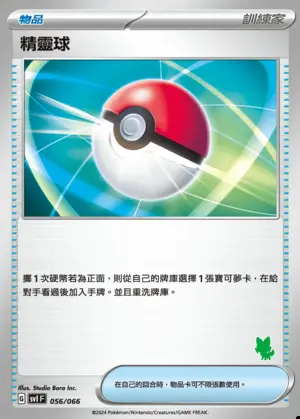 物品
訓練家
精靈球
擲1次硬幣若為正面，則從自己的牌庫選擇1張寶可夢卡，在給
對手看過後加入手牌。並且重洗牌庫。
Illus. Studio Bora Inc.
G svI F 056/066
在自己的回合時，物品卡可不限張數使用。
©2024 Pokémon/Nintendo/Creatures/GAME FREAK.